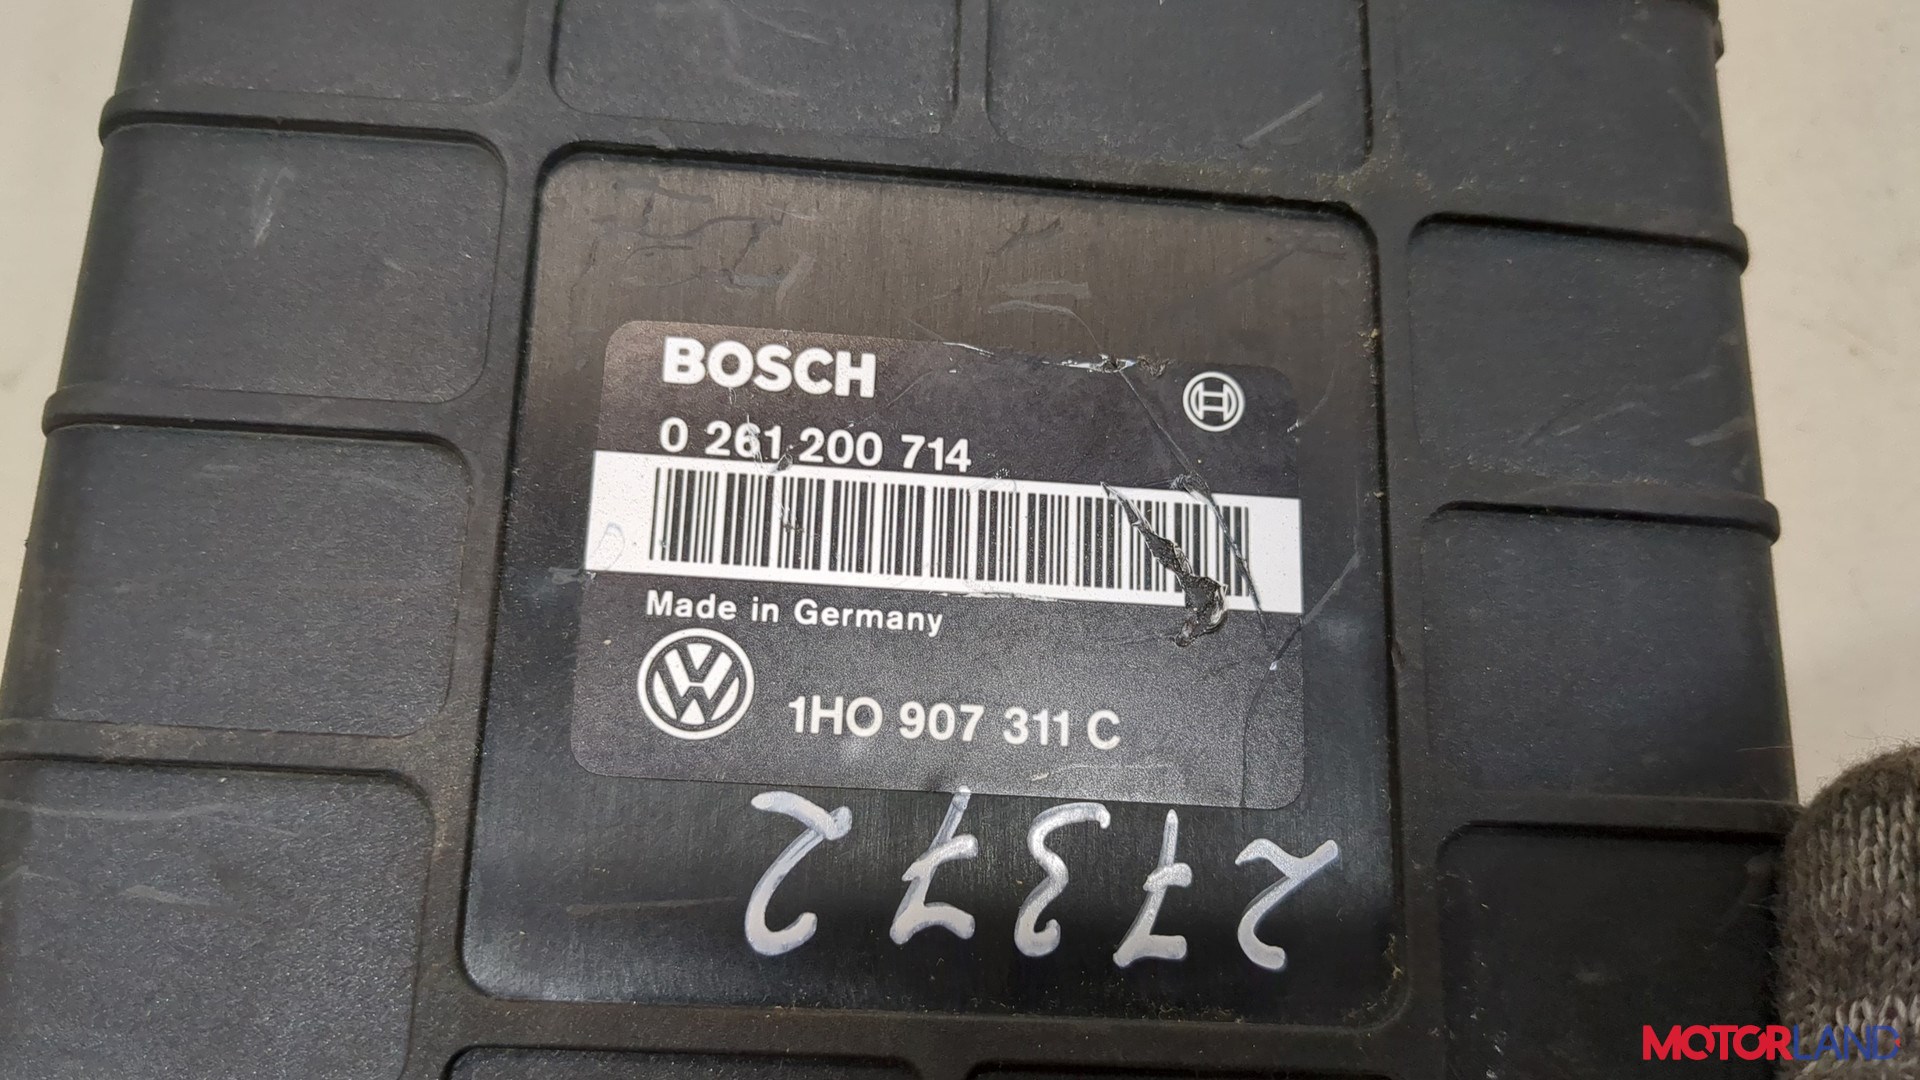 BOSCH
0 261 200 714
Made in Germany
1HO 907 311 C
27372
MOTORLAND